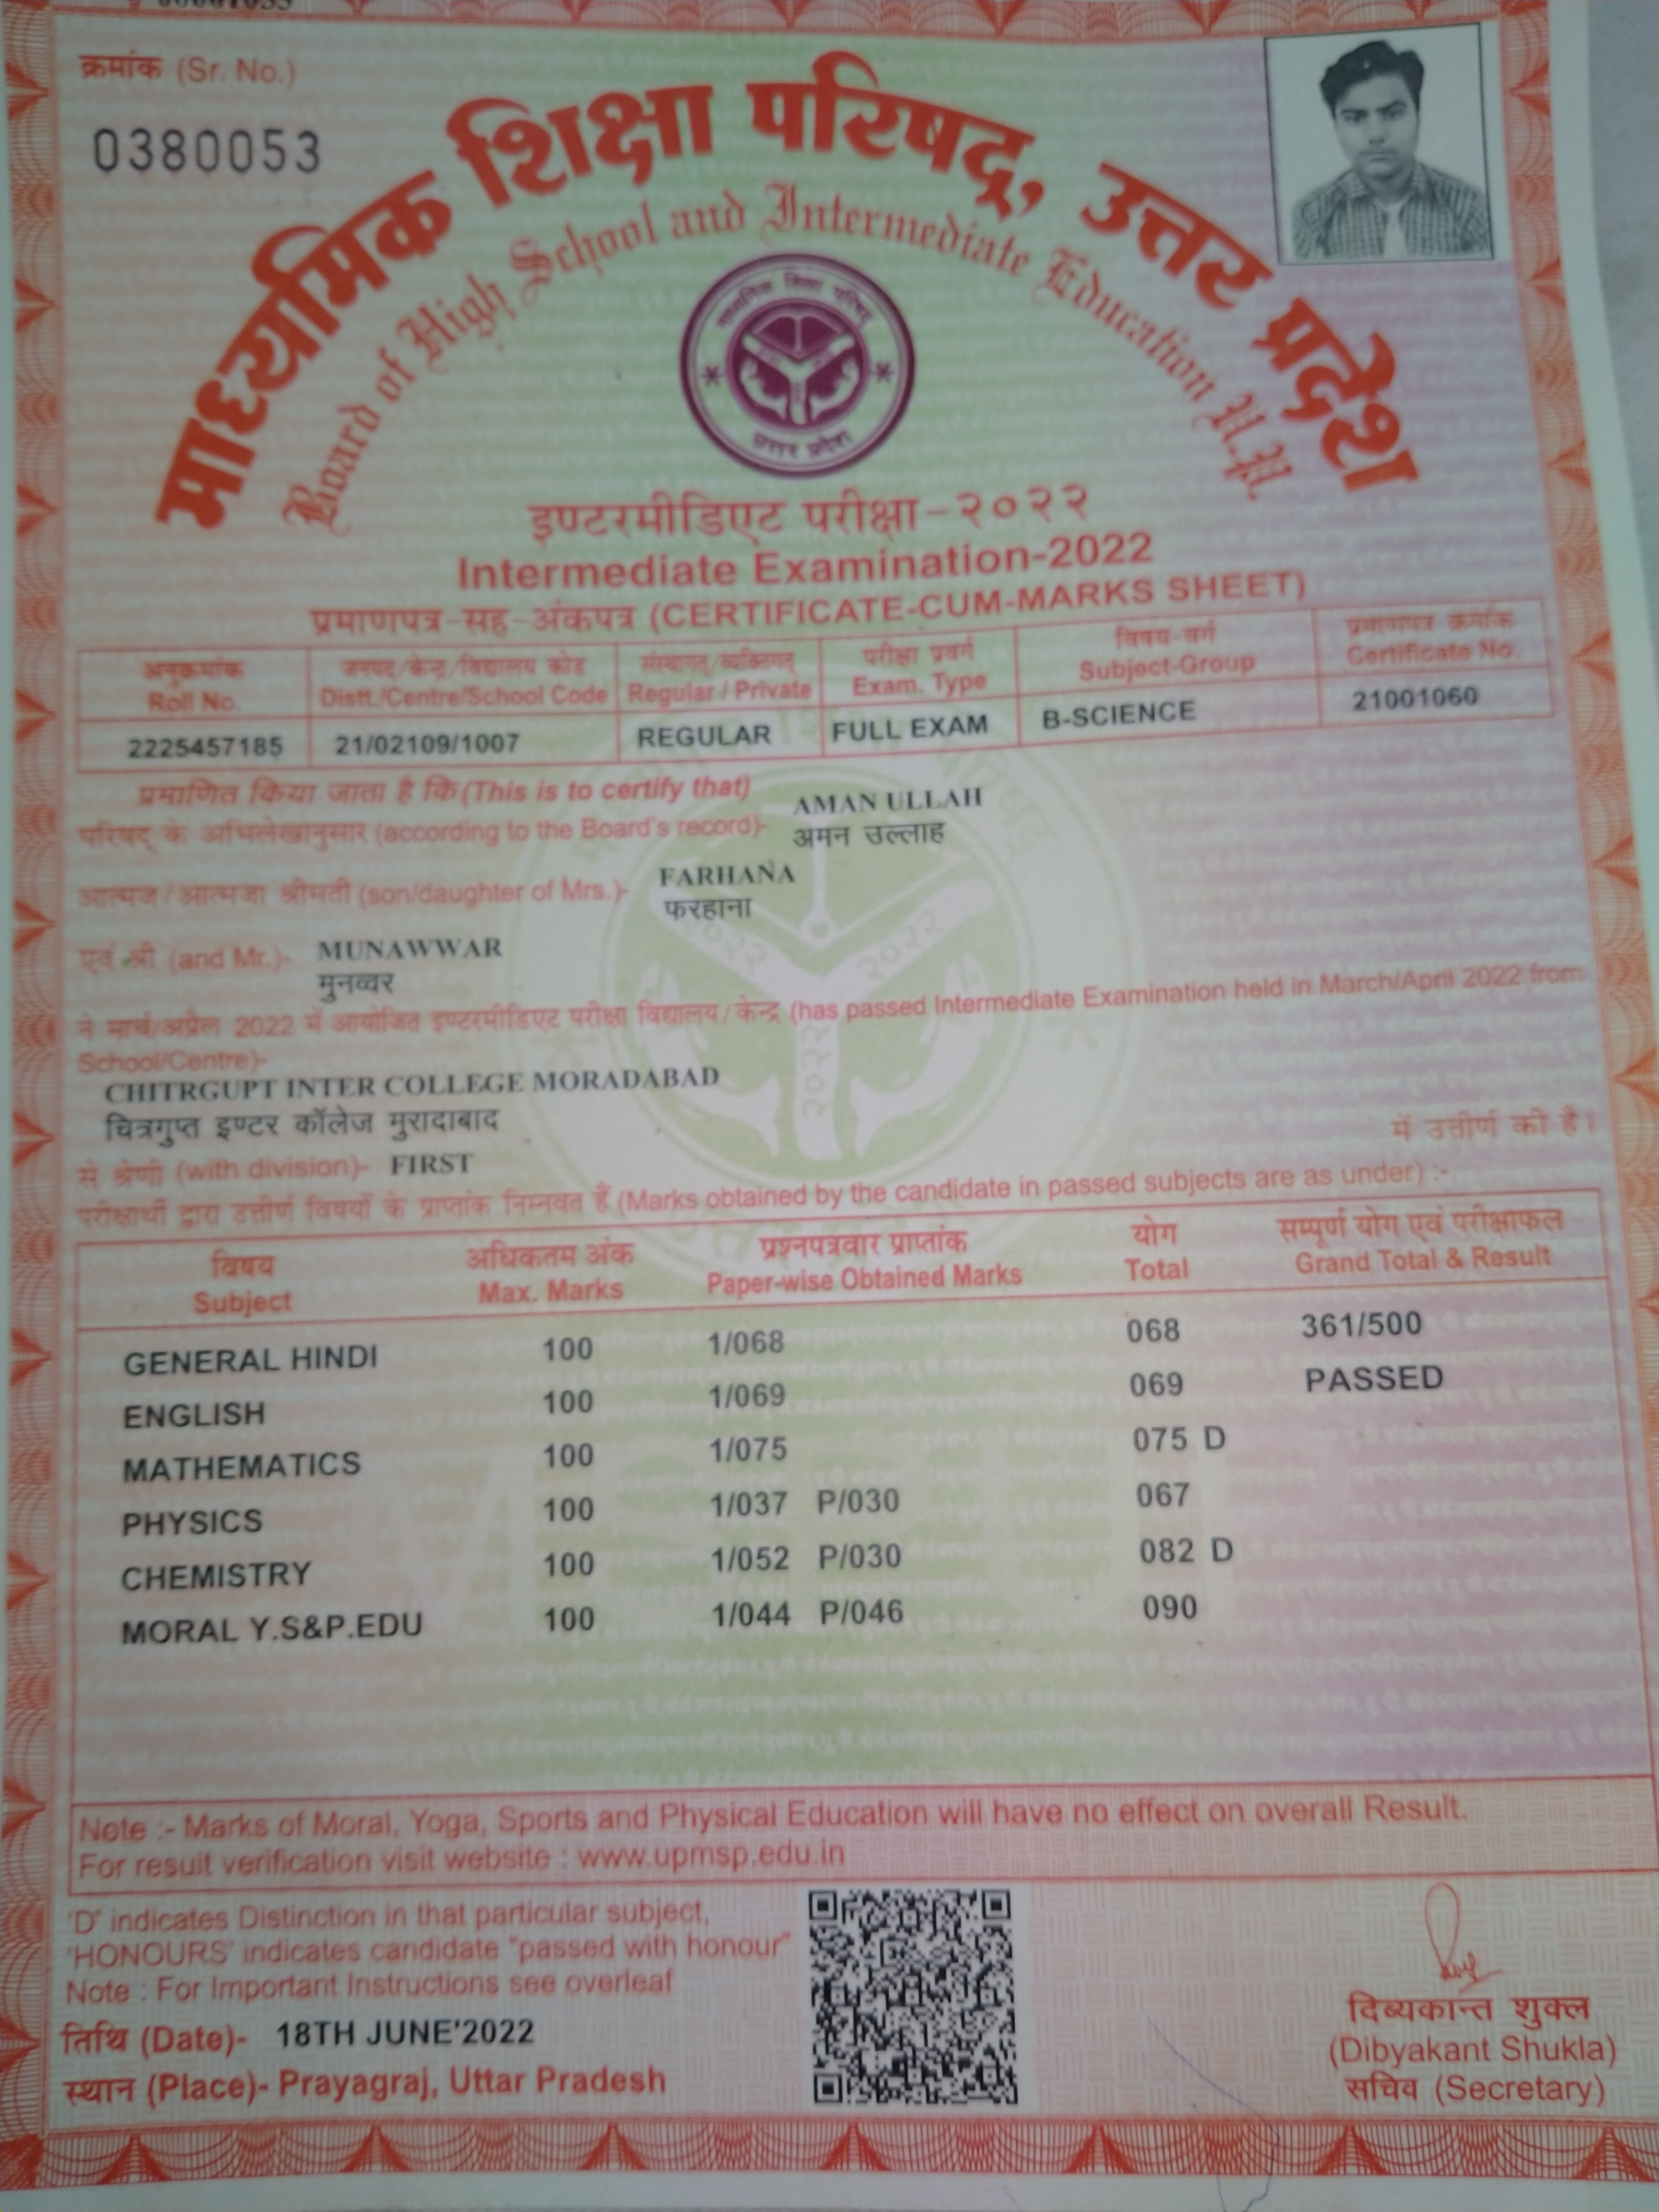 क्रमांक (Sr. No.)
0380053
माध्यमिक शिक्षा परिषद्, उत्तर प्रदेश
Board of High School and Intermediate Education U.P.
माध्यमिक शिक्षा परिषद्
उत्तर प्रदेश
इण्टरमीडिएट परीक्षा-२०२२
Intermediate Examination-2022
प्रमाणपत्र-सह-अंकपत्र (CERTIFICATE-CUM-MARKS SHEET)
अनुक्रमांक जनपद/केन्द्र/विद्यालय कोड संस्थागत/व्यक्तिगत परीक्षा प्रवर्ग विषय-वर्ग प्रमाणपत्र क्रमांक
Roll No. Distt./Centre/School Code Regular / Private Exam. Type Subject-Group Certificate No.
2225457185 21/02109/1007 REGULAR FULL EXAM B-SCIENCE 21001060
प्रमाणित किया जाता है कि (This is to certify that) AMAN ULLAH
परिषद् के अभिलेखानुसार (according to the Board's record)- अमन उल्लाह
FARHANA
आत्मज/आत्मजा श्रीमती (son/daughter of Mrs.)- फरहाना
एवं श्री (and Mr.)- MUNAWWAR
मुनव्वर
ने मार्च/अप्रैल 2022 में आयोजित इण्टरमीडिएट परीक्षा विद्यालय/केन्द्र (has passed Intermediate Examination held in March/April 2022 from
School/Centre)-
CHITRGUPT INTER COLLEGE MORADABAD
चित्रगुप्त इण्टर कॉलेज मुरादाबाद
से श्रेणी (with division)- FIRST में उत्तीर्ण की है।
परीक्षार्थी द्वारा उत्तीर्ण विषयों के प्राप्तांक निम्नवत हैं (Marks obtained by the candidate in passed subjects are as under) :-
विषय अधिकतम अंक प्रश्नपत्रवार प्राप्तांक योग सम्पूर्ण योग एवं परीक्षाफल
Subject Max. Marks Paper-wise Obtained Marks Total Grand Total & Result
GENERAL HINDI 100 1/068 068 361/500
ENGLISH 100 1/069 069 PASSED
MATHEMATICS 100 1/075 075 D
PHYSICS 100 1/037 P/030 067
CHEMISTRY 100 1/052 P/030 082 D
MORAL Y.S&P.EDU 100 1/044 P/046 090
Note :- Marks of Moral, Yoga, Sports and Physical Education will have no effect on overall Result.
For result verification visit website : www.upmsp.edu.in
'D' indicates Distinction in that particular subject,
'HONOURS' indicates candidate "passed with honour"
Note : For Important Instructions see overleaf
तिथि (Date)- 18TH JUNE'2022
स्थान (Place)- Prayagraj, Uttar Pradesh
दिब्यकान्त शुक्ल
(Dibyakant Shukla)
सचिव (Secretary)